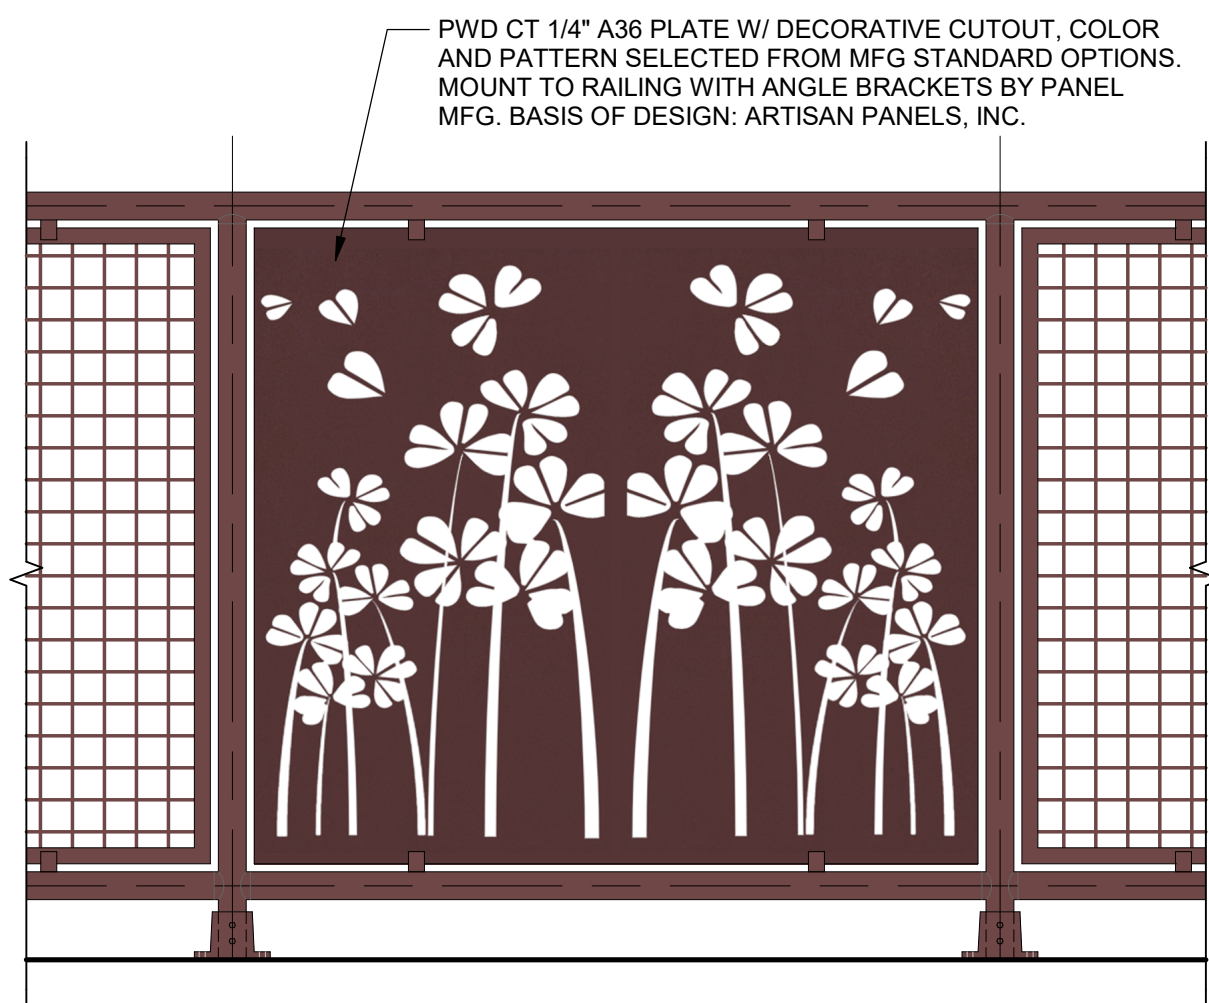 PWD CT 1/4" A36 PLATE W/ DECORATIVE CUTOUT, COLOR
AND PATTERN SELECTED FROM MFG STANDARD OPTIONS.
MOUNT TO RAILING WITH ANGLE BRACKETS BY PANEL
MFG. BASIS OF DESIGN: ARTISAN PANELS, INC.